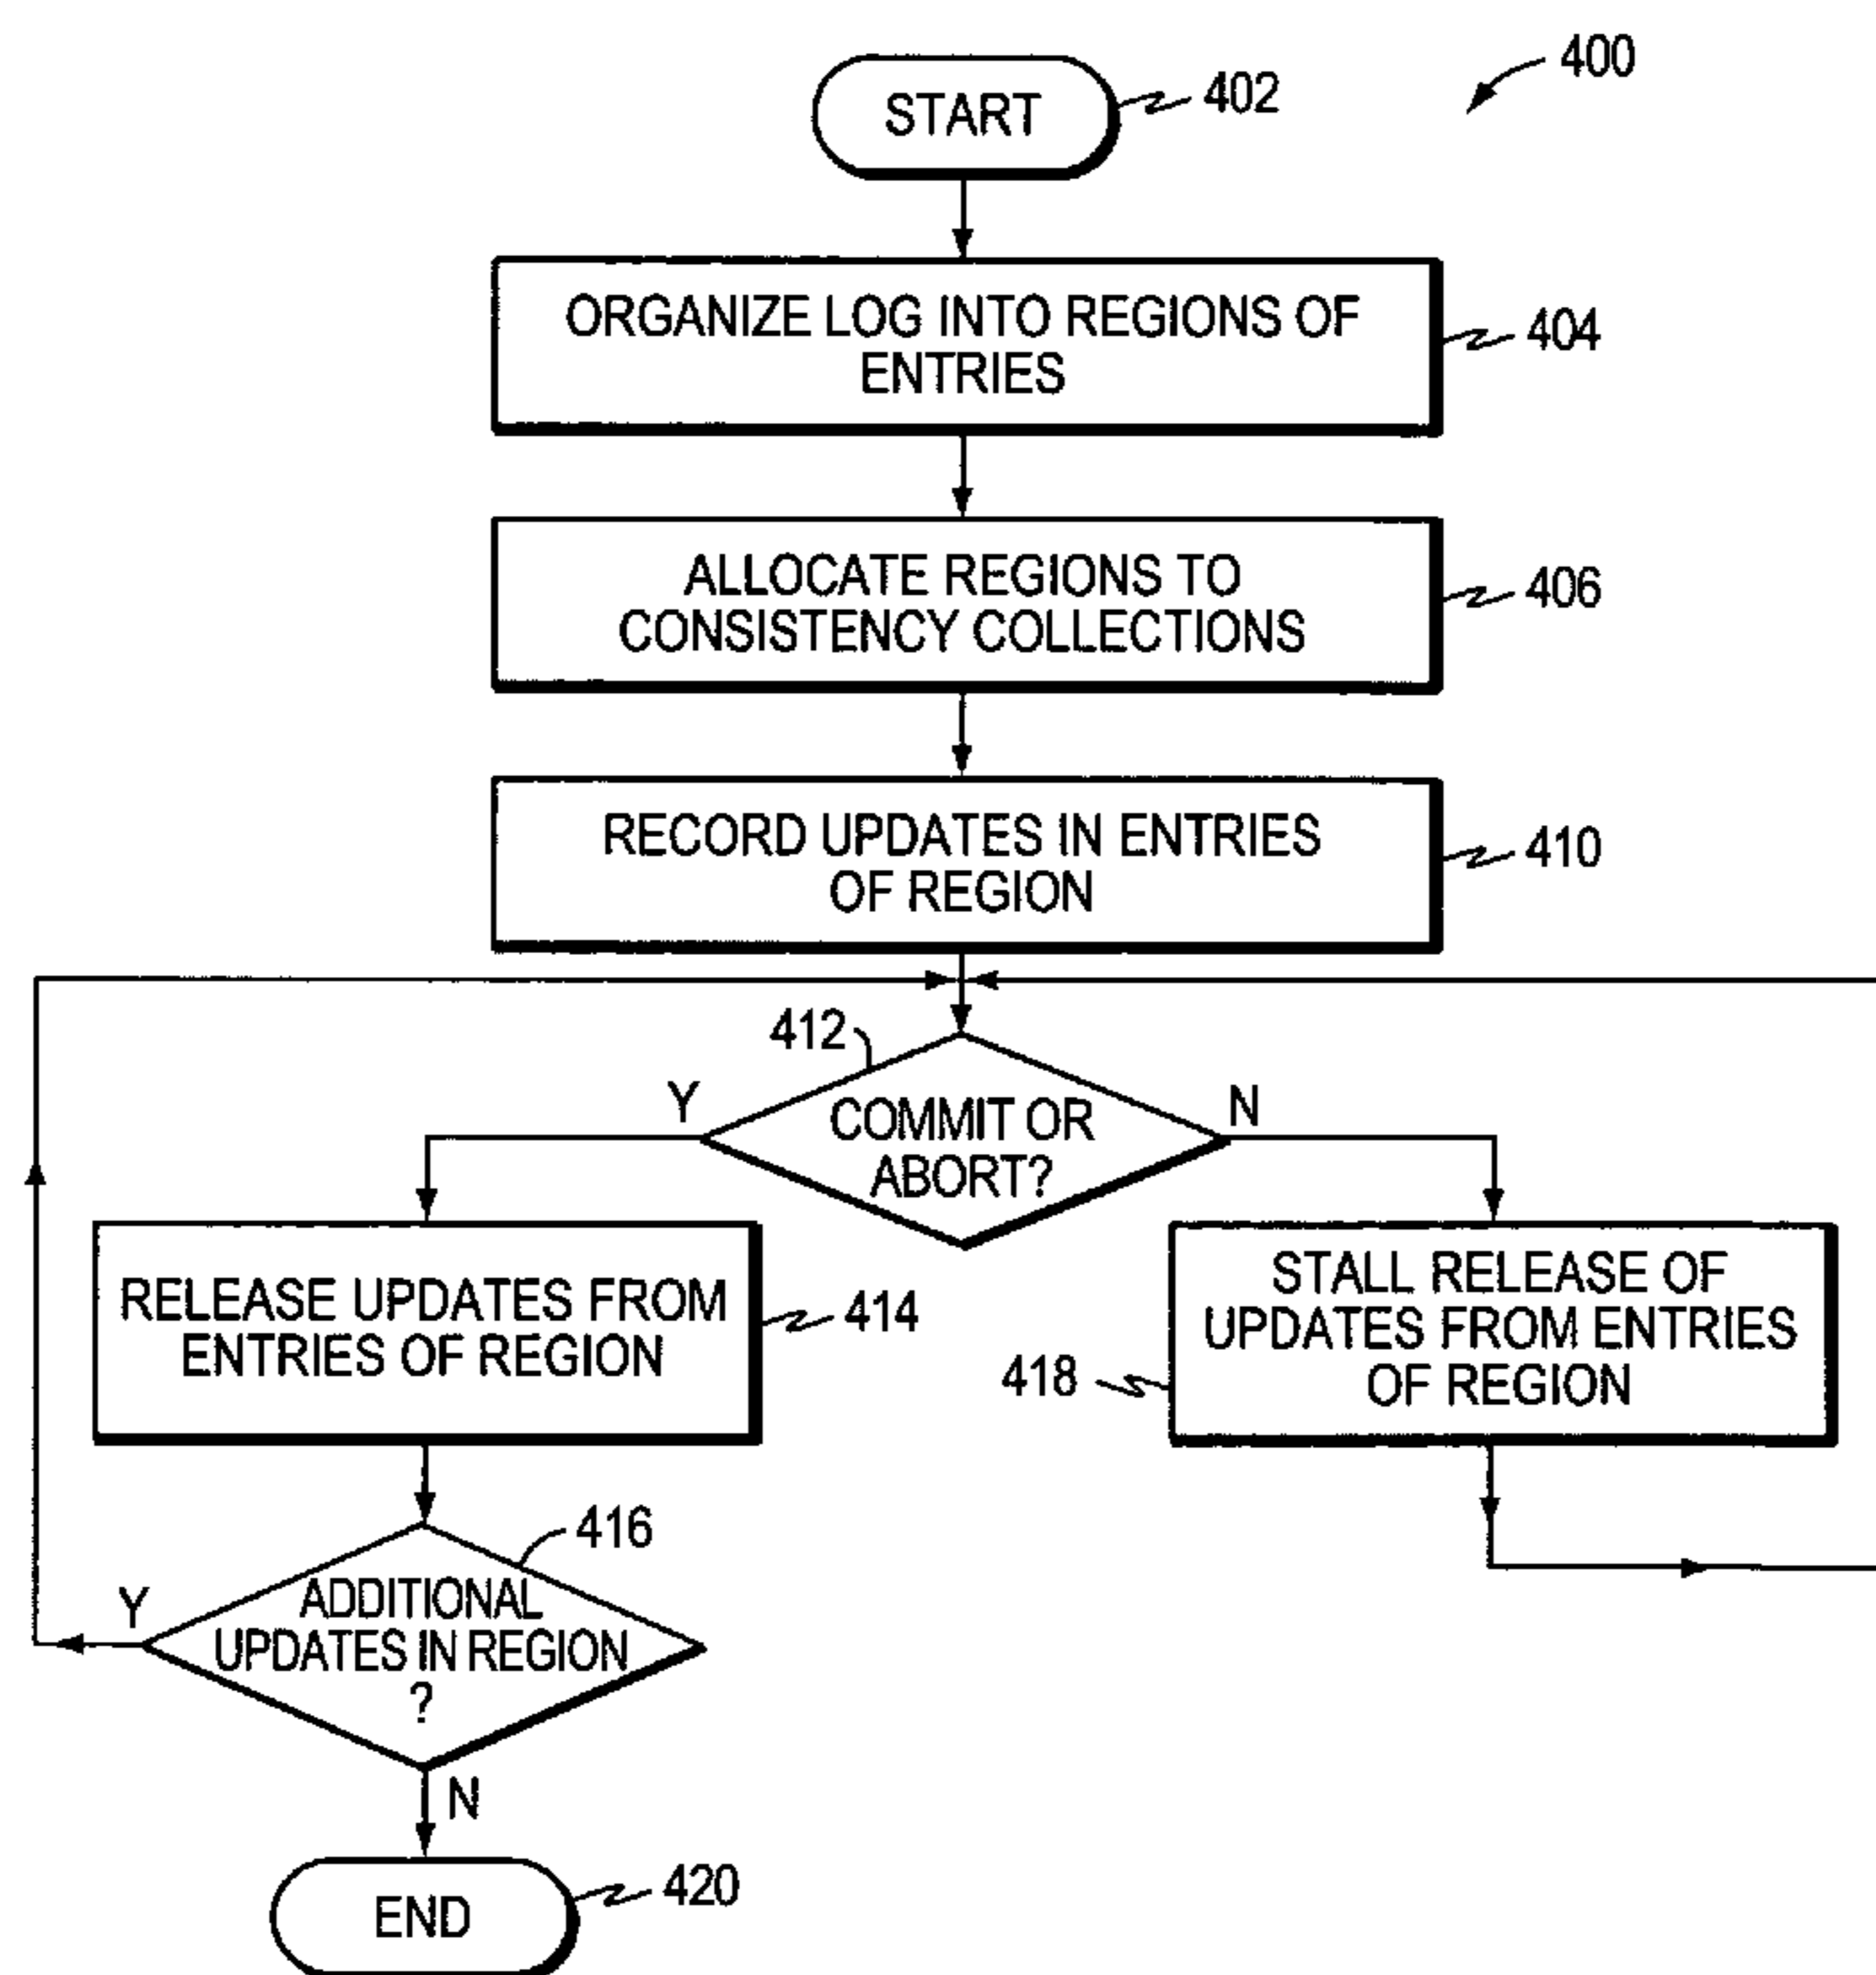 400
START
402
ORGANIZE LOG INTO REGIONS OF
ENTRIES
404
ALLOCATE REGIONS TO
CONSISTENCY COLLECTIONS
406
RECORD UPDATES IN ENTRIES
OF REGION
410
412
COMMIT OR
ABORT?
Y
N
RELEASE UPDATES FROM
ENTRIES OF REGION
414
STALL RELEASE OF
UPDATES FROM ENTRIES
OF REGION
418
416
ADDITIONAL
UPDATES IN REGION
?
Y
N
END
420